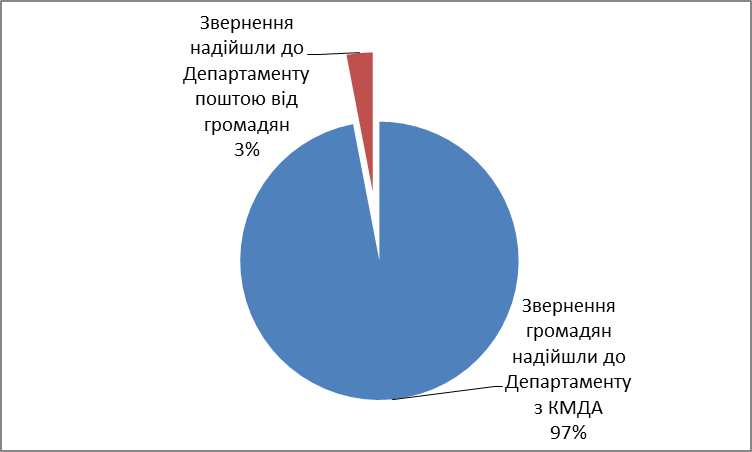 Звернення
надійшли до
Департаменту
поштою від
громадян
3%
Звернення
громадян
надійшли до
Департаменту
з КМДА
97%